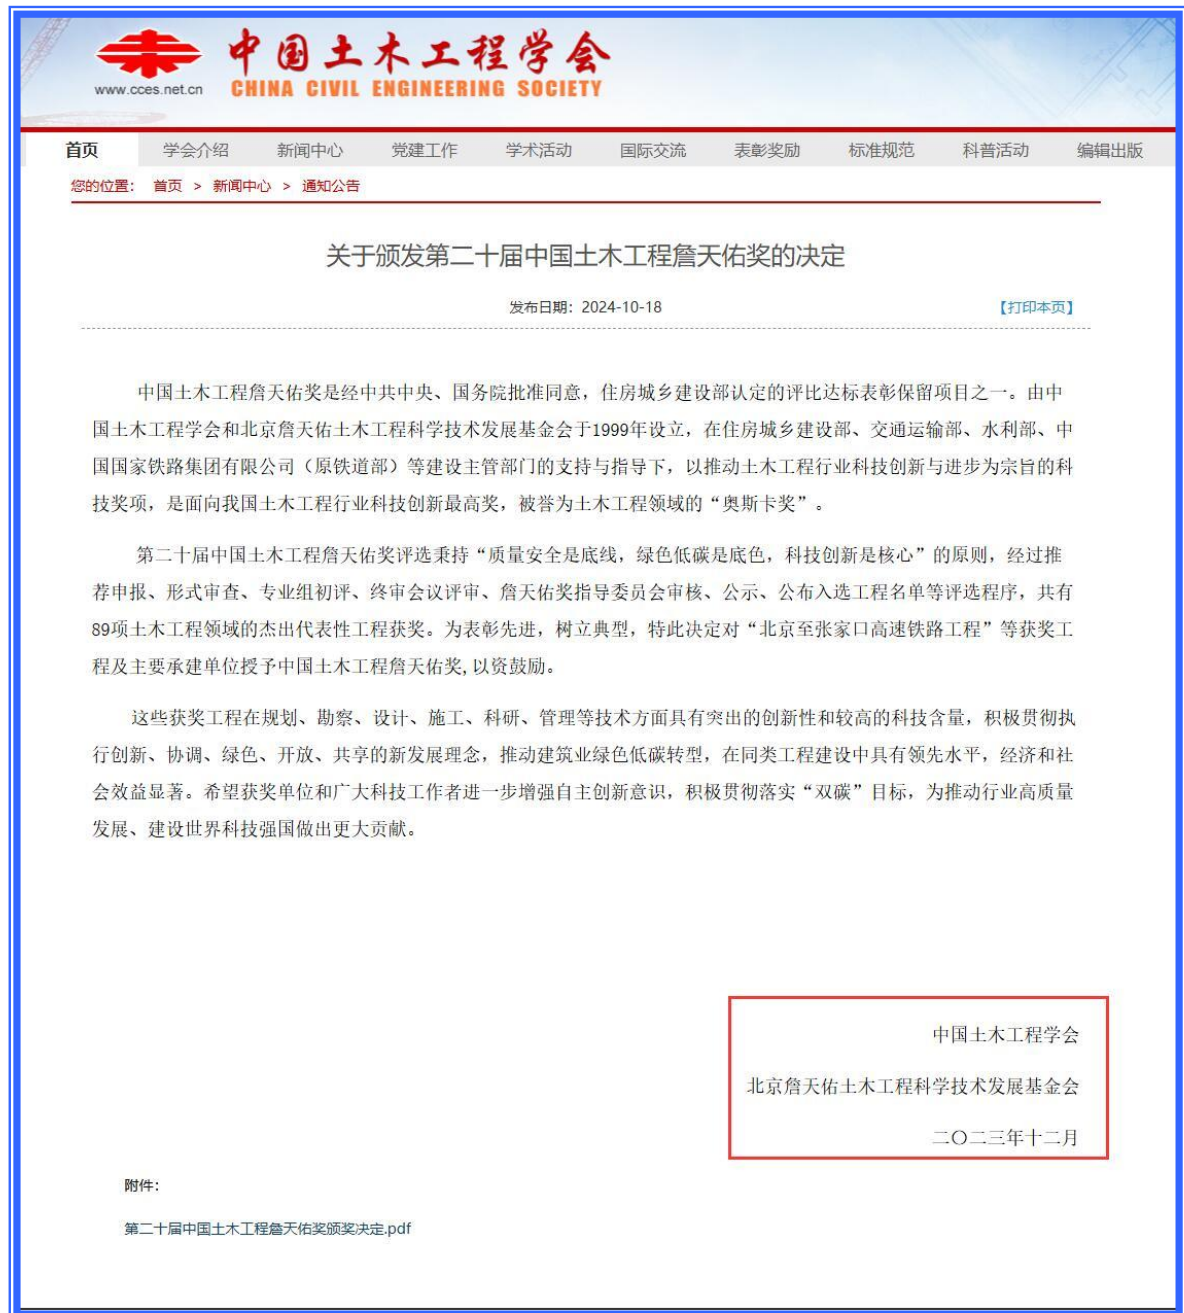 中国土木工程学会
www.cces.net.cn
CHINA CIVIL ENGINEERING SOCIETY
首页 学会介绍 新闻中心 党建工作 学术活动 国际交流 表彰奖励 标准规范 科普活动 编辑出版
您的位置： 首页 > 新闻中心 > 通知公告
关于颁发第二十届中国土木工程詹天佑奖的决定
发布日期：2024-10-18 【打印本页】
中国土木工程詹天佑奖是经中共中央、国务院批准同意，住房城乡建设部认定的评比达标表彰保留项目之一。由中
国土木工程学会和北京詹天佑土木工程科学技术发展基金会于1999年设立，在住房城乡建设部、交通运输部、水利部、中
国国家铁路集团有限公司（原铁道部）等建设主管部门的支持与指导下，以推动土木工程行业科技创新与进步为宗旨的科
技奖项，是面向我国土木工程行业科技创新最高奖，被誉为土木工程领域的“奥斯卡奖”。
第二十届中国土木工程詹天佑奖评选秉持“质量安全是底线，绿色低碳是底色，科技创新是核心”的原则，经过推
荐申报、形式审查、专业组初评、终审会议评审、詹天佑奖指导委员会审核、公示、公布入选工程名单等评选程序，共有
89项土木工程领域的杰出代表性工程获奖。为表彰先进，树立典型，特此决定对“北京至张家口高速铁路工程”等获奖工
程及主要承建单位授予中国土木工程詹天佑奖,以资鼓励。
这些获奖工程在规划、勘察、设计、施工、科研、管理等技术方面具有突出的创新性和较高的科技含量，积极贯彻执
行创新、协调、绿色、开放、共享的新发展理念，推动建筑业绿色低碳转型，在同类工程建设中具有领先水平，经济和社
会效益显著。希望获奖单位和广大科技工作者进一步增强自主创新意识，积极贯彻落实“双碳”目标，为推动行业高质量
发展、建设世界科技强国做出更大贡献。
中国土木工程学会
北京詹天佑土木工程科学技术发展基金会
二〇二三年十二月
附件：
第二十届中国土木工程詹天佑奖颁奖决定.pdf